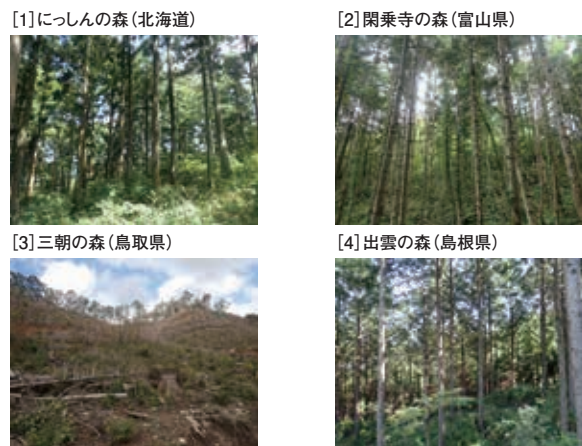 [1]にっしんの森(北海道)
[2]閑乗寺の森(富山県)
[3]三朝の森(鳥取県)
[4]出雲の森(島根県)